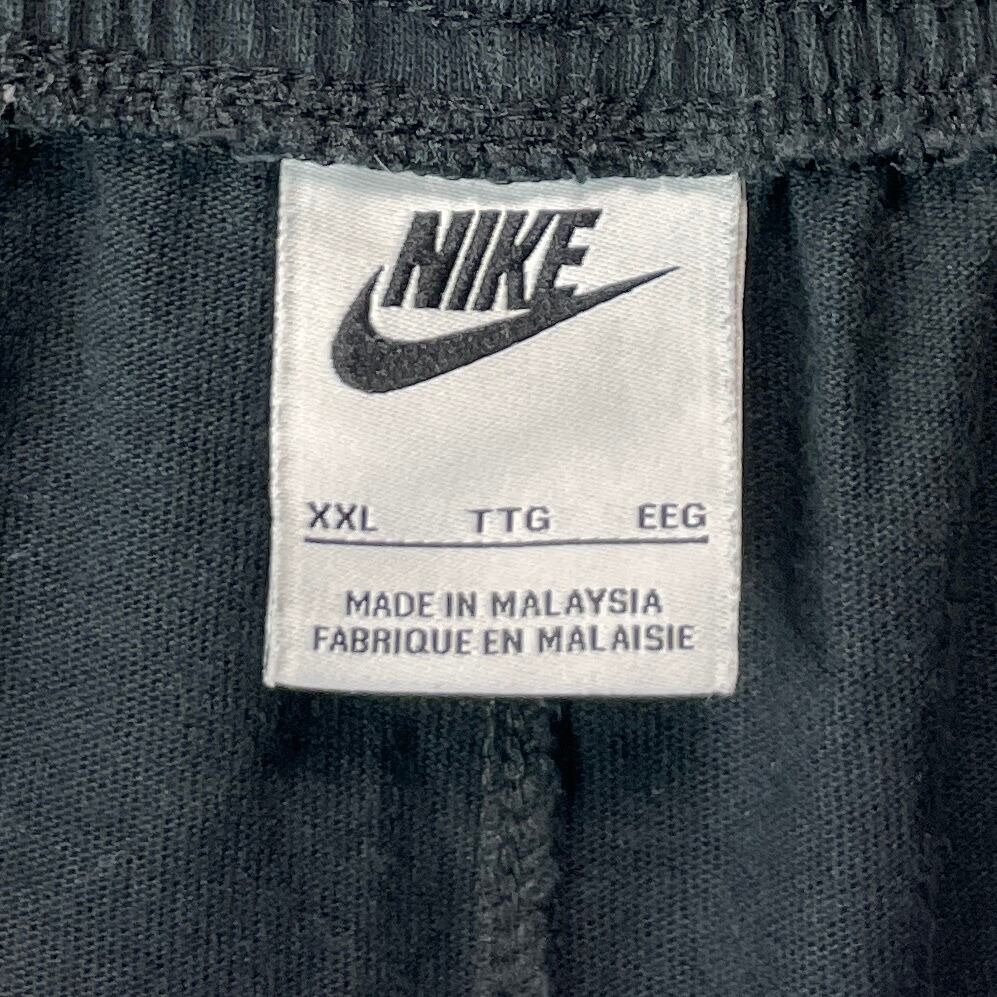 NIKE
XXL TTG EEG
MADE IN MALAYSIA
FABRIQUE EN MALAISIE